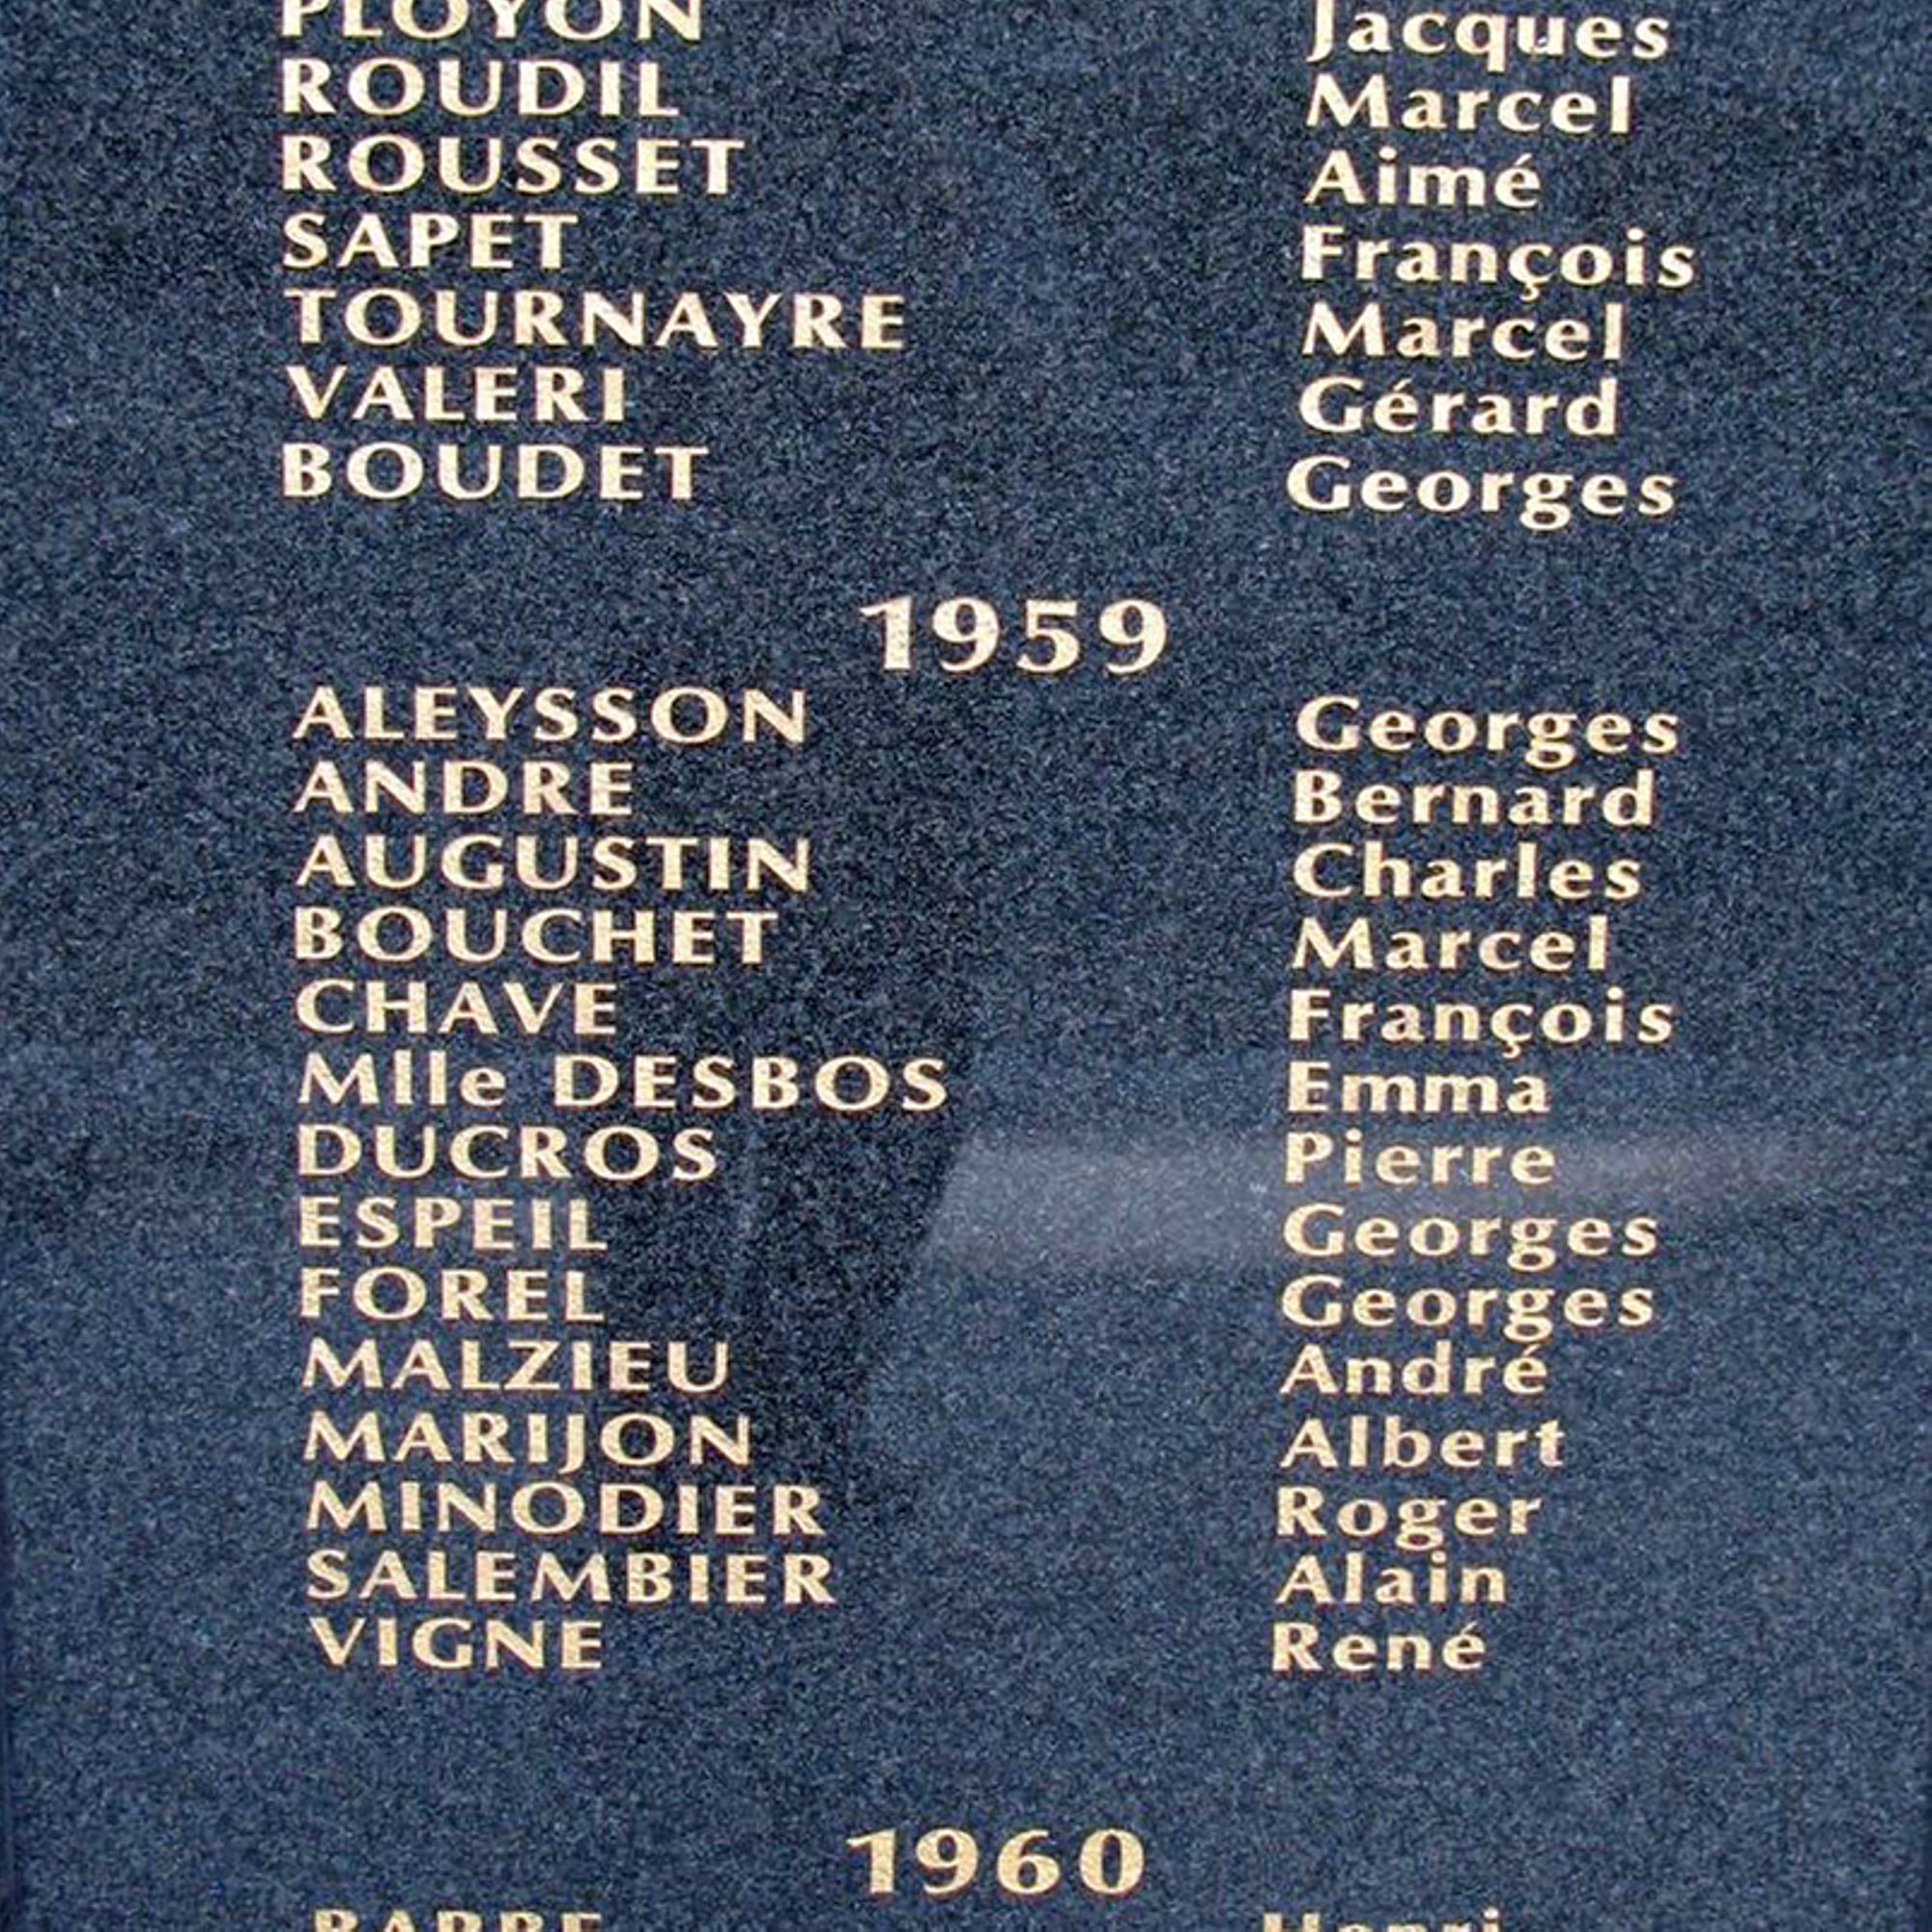 PLOYON Jacques
ROUDIL Marcel
ROUSSET Aimé
SAPET François
TOURNAYRE Marcel
VALERI Gérard
BOUDET Georges
1959
ALEYSSON Georges
ANDRE Bernard
AUGUSTIN Charles
BOUCHET Marcel
CHAVE François
Mlle DESBOS Emma
DUCROS Pierre
ESPEIL Georges
FOREL Georges
MALZIEU André
MARIJON Albert
MINODIER Roger
SALEMBIER Alain
VIGNE René
1960
Henri